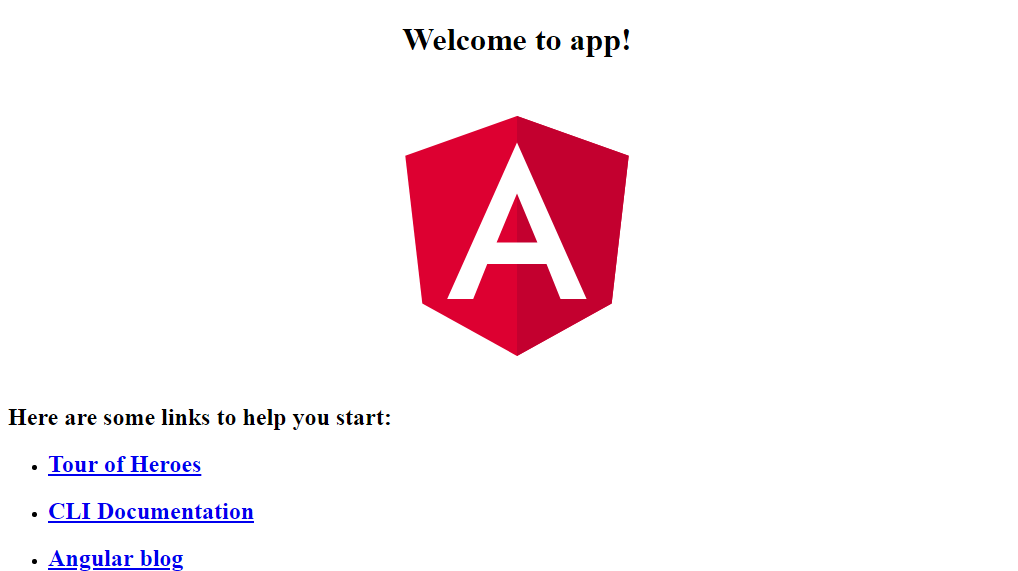 Welcome to app!
A
Here are some links to help you start:
Tour of Heroes
CLI Documentation
Angular blog